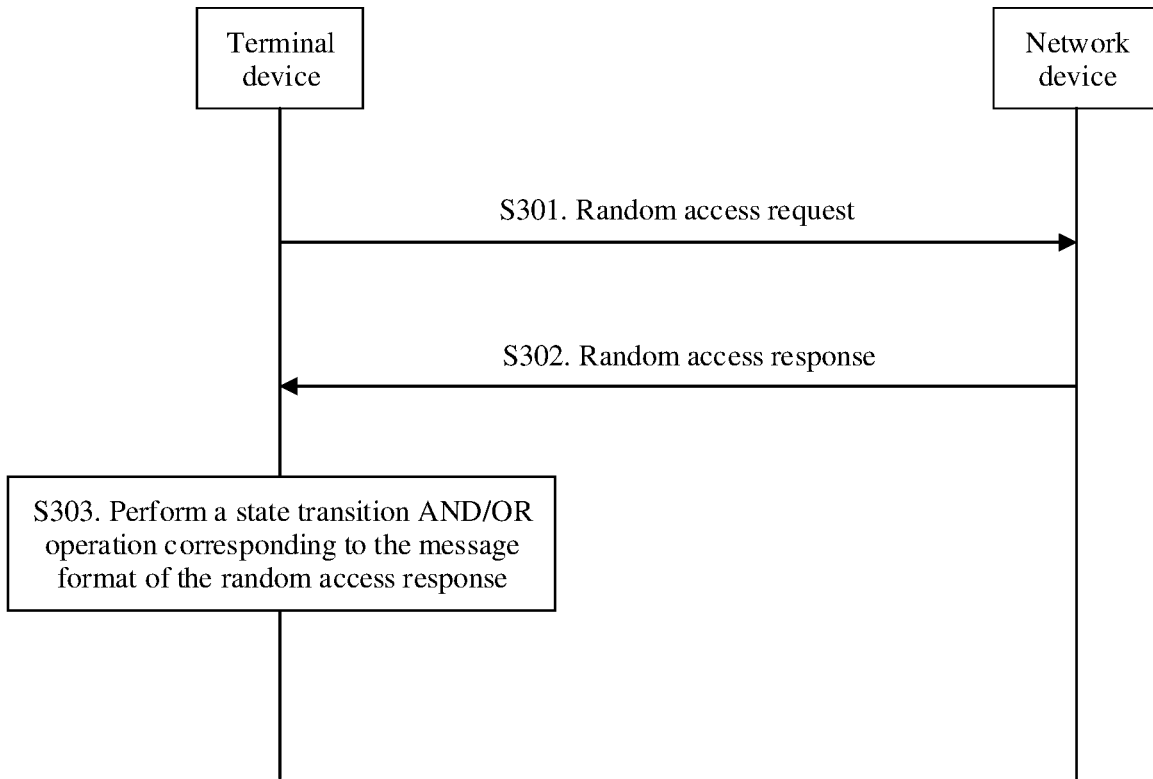 Terminal
device
Network
device
S301. Random access request
S302. Random access response
S303. Perform a state transition AND/OR
operation corresponding to the message
format of the random access response